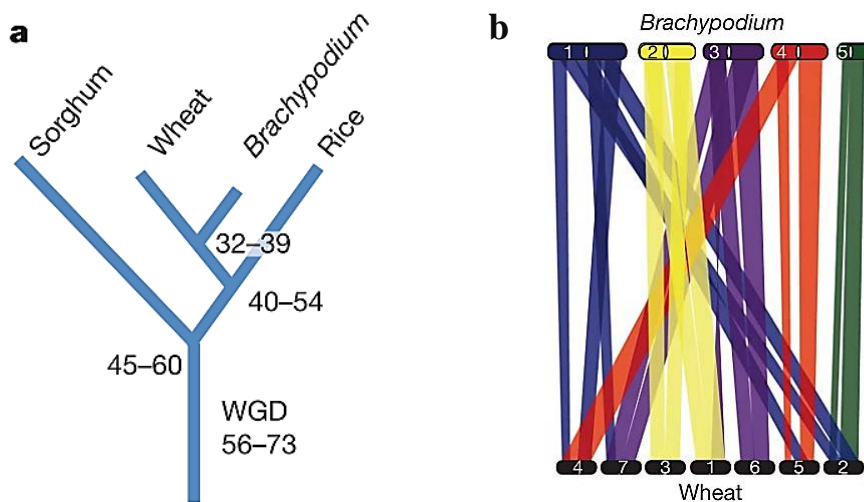 a
Sorghum
Wheat
Brachypodium
Rice
32–39
40–54
45–60
WGD
56–73
b
Brachypodium
1 2 3 4 5
4 7 3 1 6 5 2
Wheat